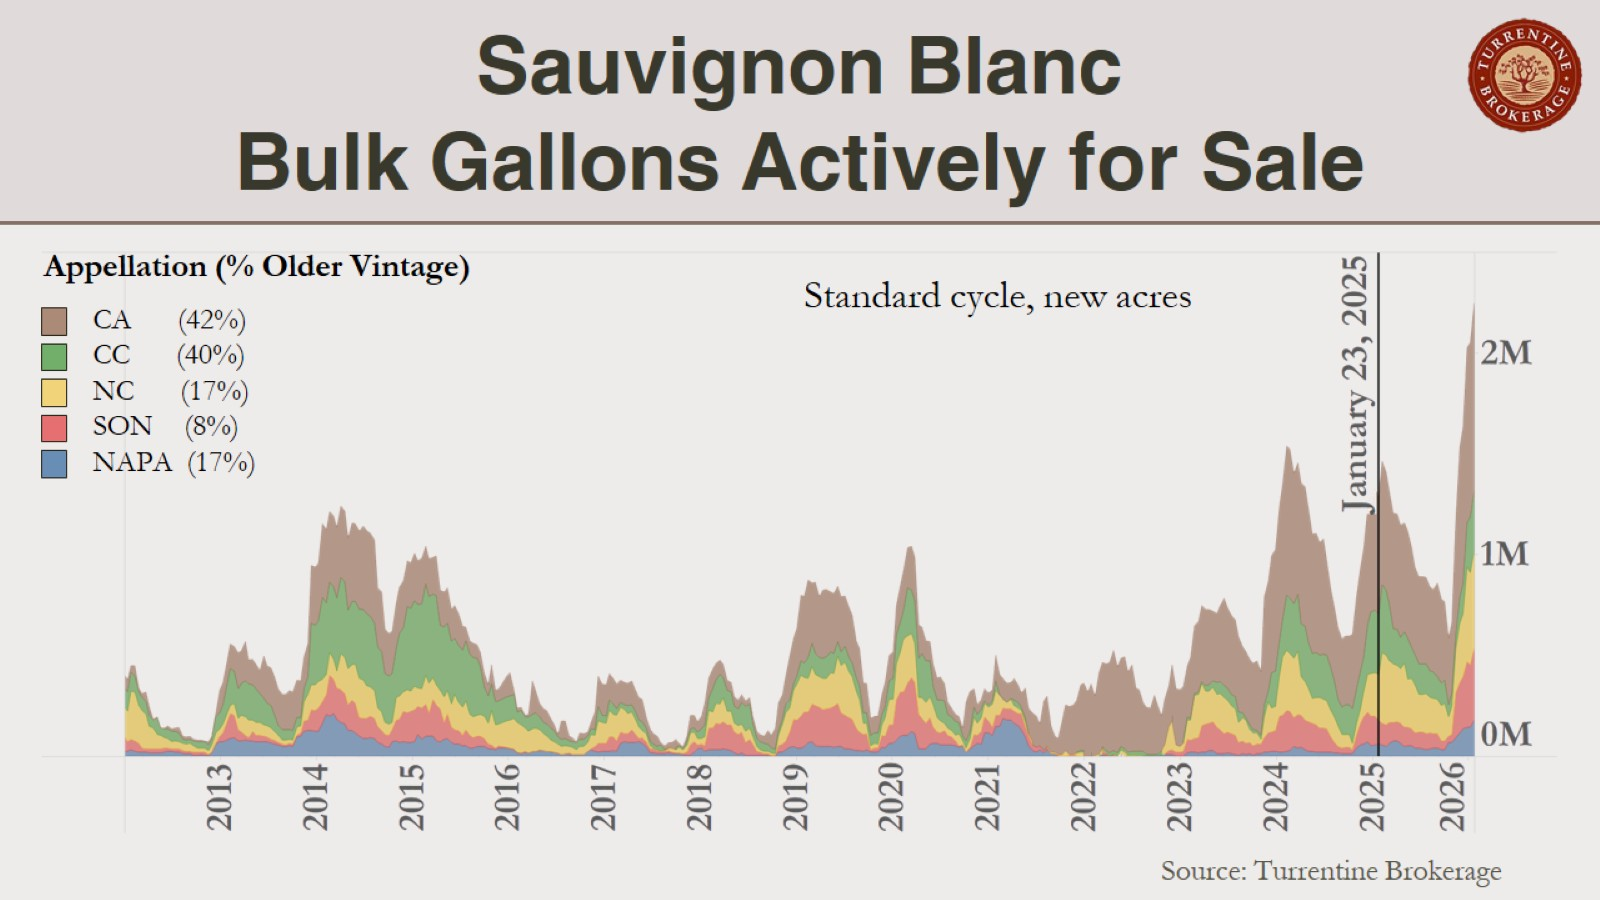 Sauvignon Blanc
Bulk Gallons Actively for Sale
TURRENTINE
BROKERAGE
Appellation (% Older Vintage)
CA (42%)
CC (40%)
NC (17%)
SON (8%)
NAPA (17%)
Standard cycle, new acres
January 23, 2025
2M
1M
0M
2013
2014
2015
2016
2017
2018
2019
2020
2021
2022
2023
2024
2025
2026
Source: Turrentine Brokerage